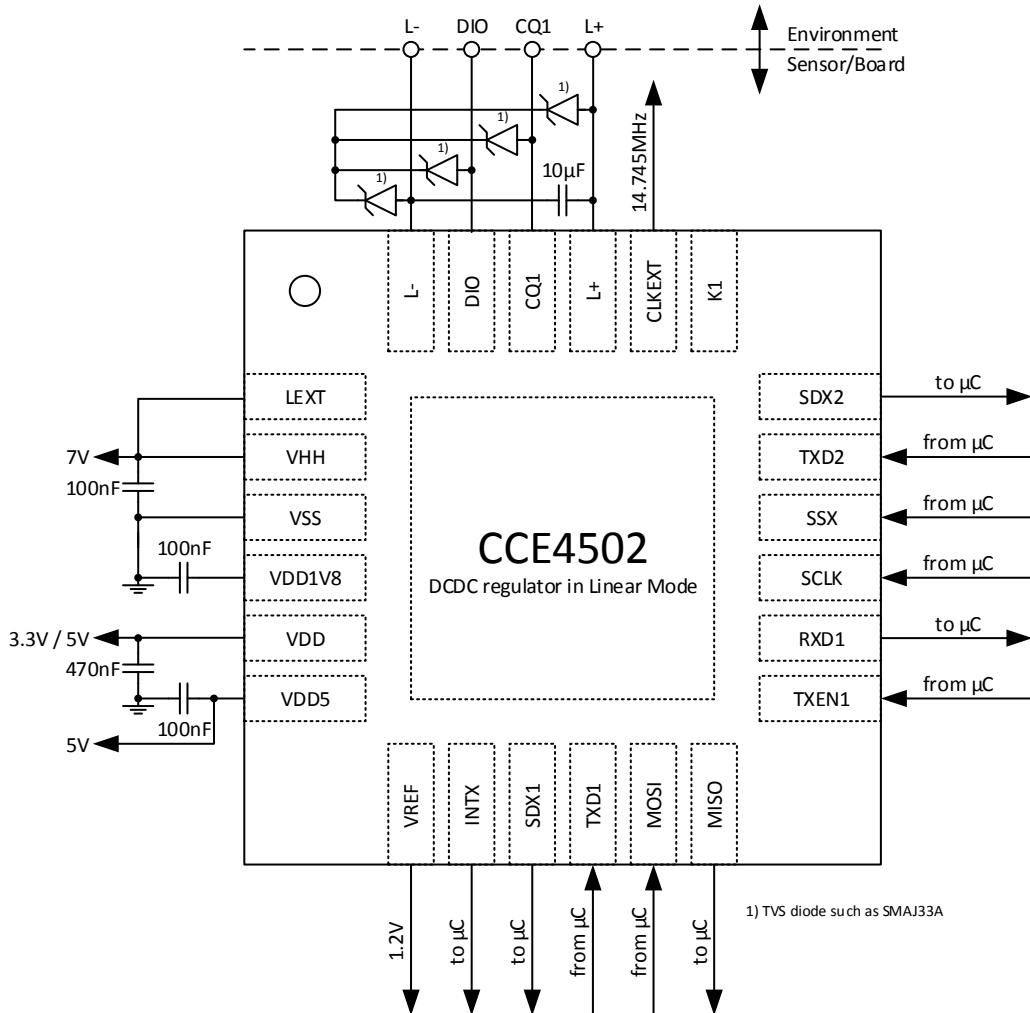 L- DIO CQ1 L+
Environment
Sensor/Board
1)
1)
1)
1)
10µF
14.745MHz
L- DIO CQ1 L+ CLKEXT K1
LEXT
SDX2 to µC
7V VHH
TXD2 from µC
100nF
VSS
SSX from µC
100nF
VDD1V8
SCLK from µC
CCE4502
DCDC regulator in Linear Mode
3.3V / 5V VDD
RXD1 to µC
470nF
VDD5
TXEN1 from µC
100nF
5V
VREF INTX SDX1 TXD1 MOSI MISO
1.2V to µC to µC from µC from µC to µC
1) TVS diode such as SMAJ33A